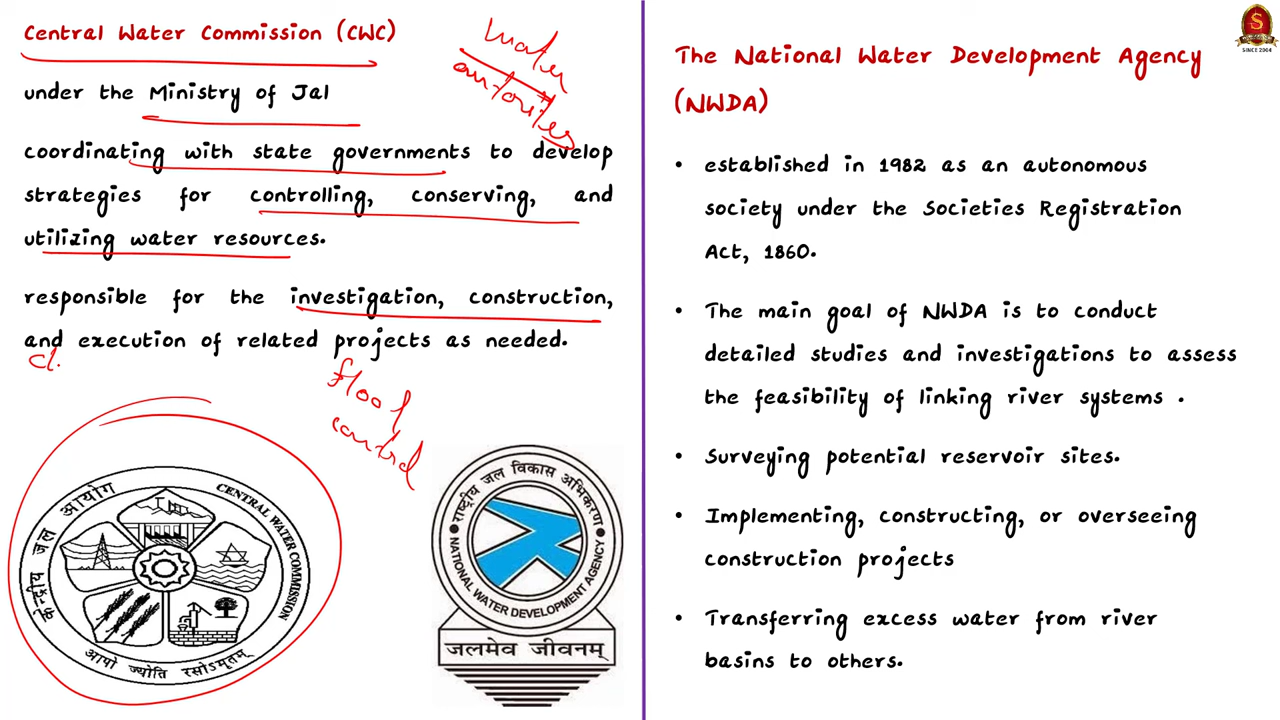 Central Water Commission (CWC)
under the Ministry of Jal
coordinating with state governments to develop
strategies for controlling, conserving, and
utilizing water resources.
responsible for the investigation, construction,
and execution of related projects as needed.
water
flood
control
केन्द्रीय जल आयोग
CENTRAL WATER COMMISSION
आपो ज्योति रसोऽमृतम्
राष्ट्रीय जल विकास अभिकरण
NATIONAL WATER DEVELOPMENT AGENCY
जलमेव जीवनम्
S
SINCE 2004
The National Water Development Agency
(NWDA)
• established in 1982 as an autonomous
society under the Societies Registration
Act, 1860.
• The main goal of NWDA is to conduct
detailed studies and investigations to assess
the feasibility of linking river systems .
• Surveying potential reservoir sites.
• Implementing, constructing, or overseeing
construction projects
• Transferring excess water from river
basins to others.